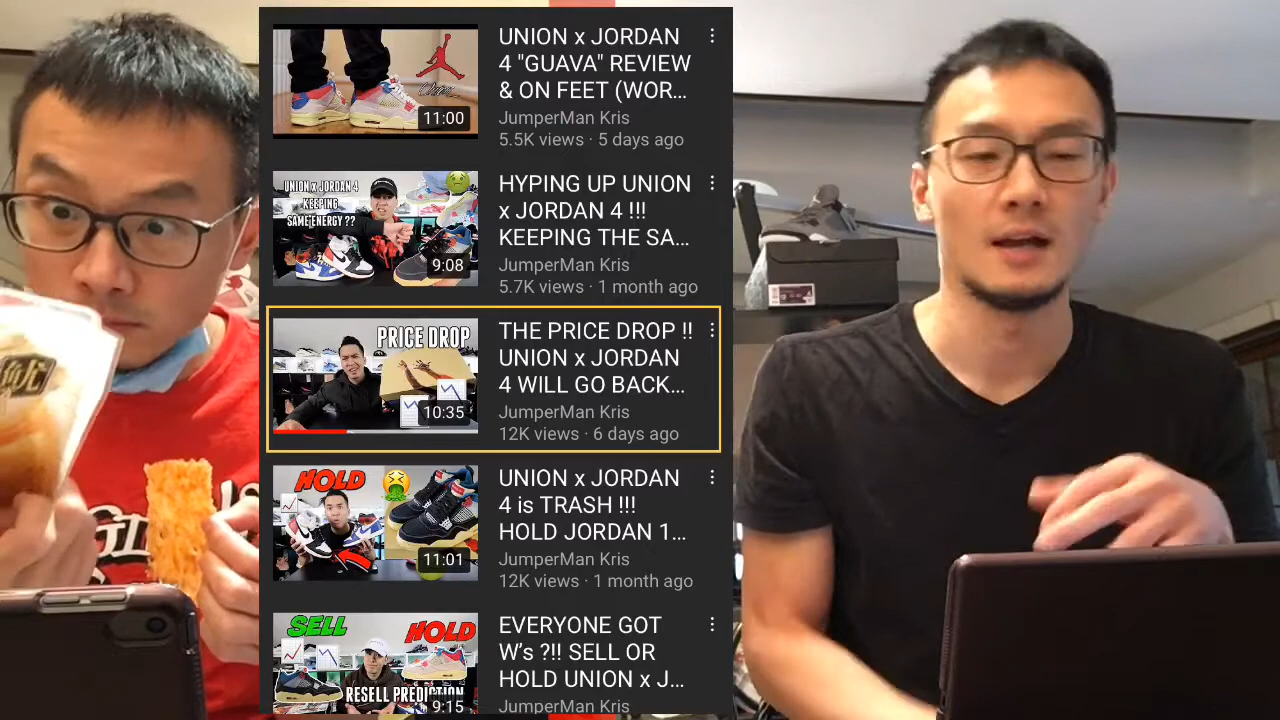 UNION x JORDAN
4 "GUAVA" REVIEW
& ON FEET (WOR...
JumperMan Kris
5.5K views · 5 days ago
11:00
UNION x JORDAN 4
KEEPING
SAME ENERGY ??
9:08
HYPING UP UNION
x JORDAN 4 !!!
KEEPING THE SA...
JumperMan Kris
5.7K views · 1 month ago
PRICE DROP
10:35
THE PRICE DROP !!
UNION x JORDAN
4 WILL GO BACK...
JumperMan Kris
12K views · 6 days ago
HOLD
11:01
UNION x JORDAN
4 is TRASH !!!
HOLD JORDAN 1...
JumperMan Kris
12K views · 1 month ago
SELL
HOLD
RESELL PREDICTION
9:15
EVERYONE GOT
W's ?!! SELL OR
HOLD UNION x J...
JumperMan Kris